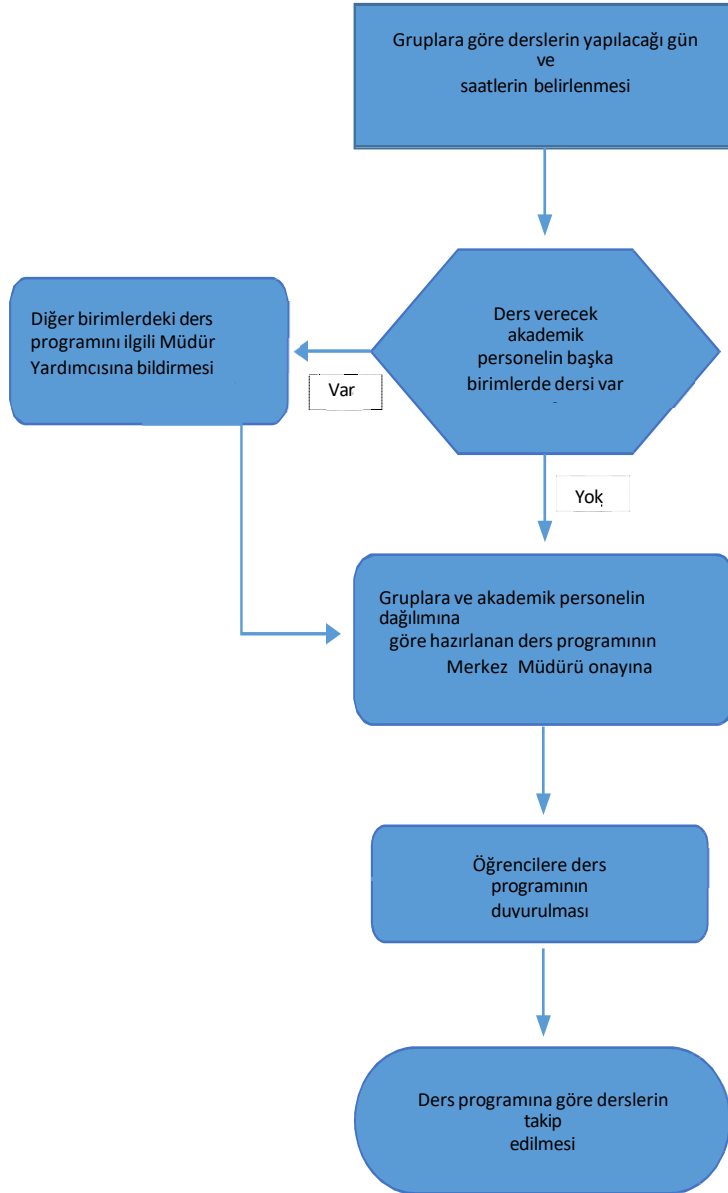 Gruplara göre derslerin yapılacağı gün
ve
saatlerin belirlenmesi
Ders verecek
akademik
personelin başka
birimlerde dersi var
Diğer birimlerdeki ders
programını ilgili Müdür
Yardımcısına bildirmesi
Var
Yok
Gruplara ve akademik personelin
dağılımına
göre hazırlanan ders programının
Merkez Müdürü onayına
Öğrencilere ders
programının
duyurulması
Ders programına göre derslerin
takip
edilmesi